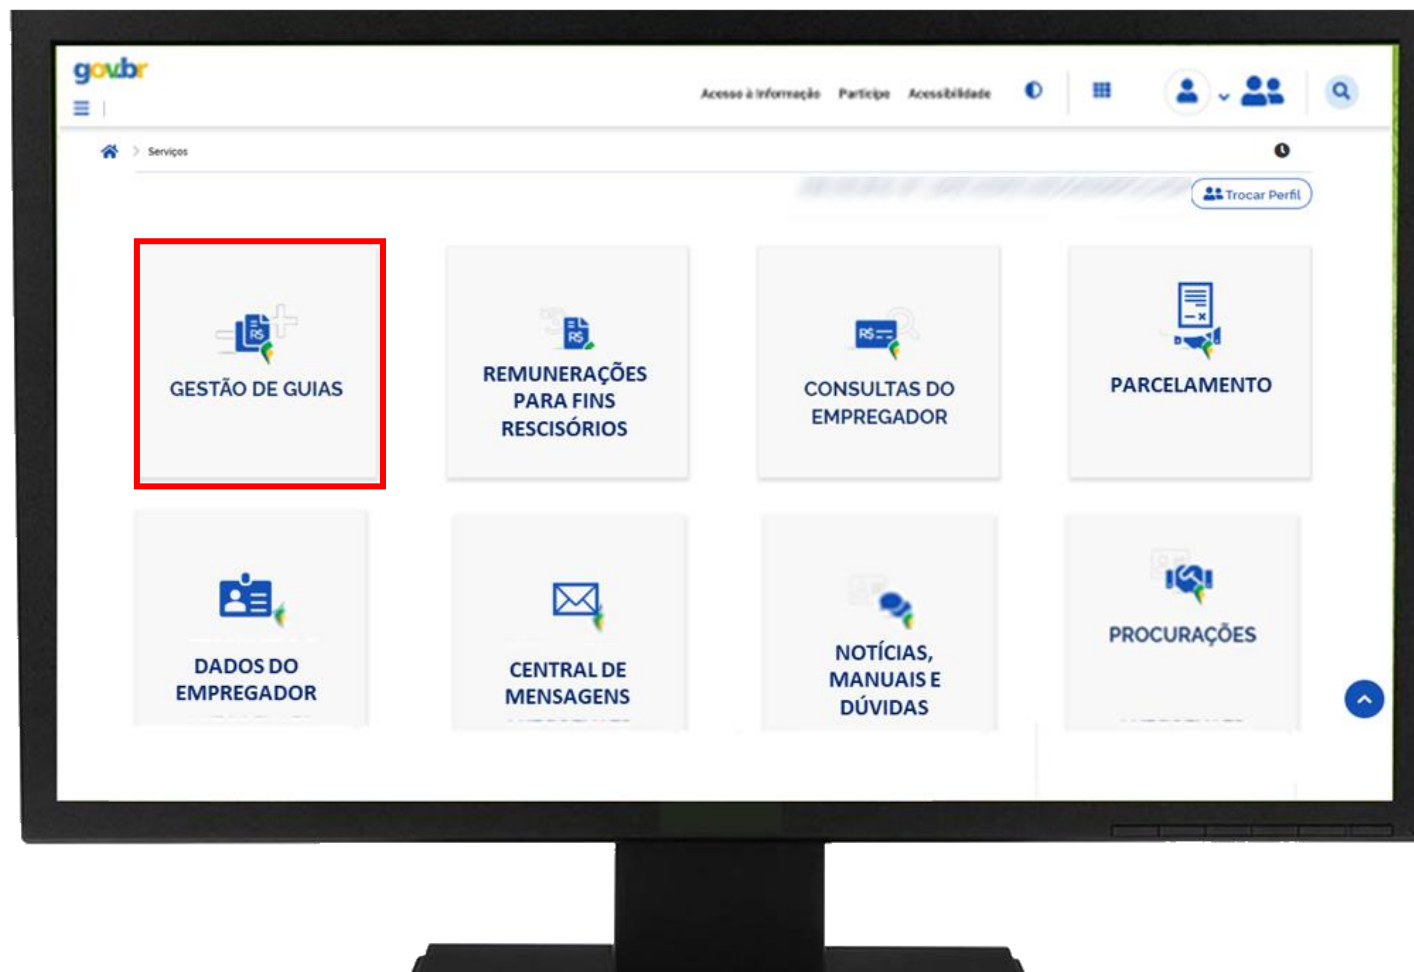 gov.br
Acesso à Informação Participe Acessibilidade
Serviços
Trocar Perfil
R$
GESTÃO DE GUIAS
R$
REMUNERAÇÕES
PARA FINS
RESCISÓRIOS
R$
CONSULTAS DO
EMPREGADOR
PARCELAMENTO
DADOS DO
EMPREGADOR
CENTRAL DE
MENSAGENS
NOTÍCIAS,
MANUAIS E
DÚVIDAS
PROCURAÇÕES